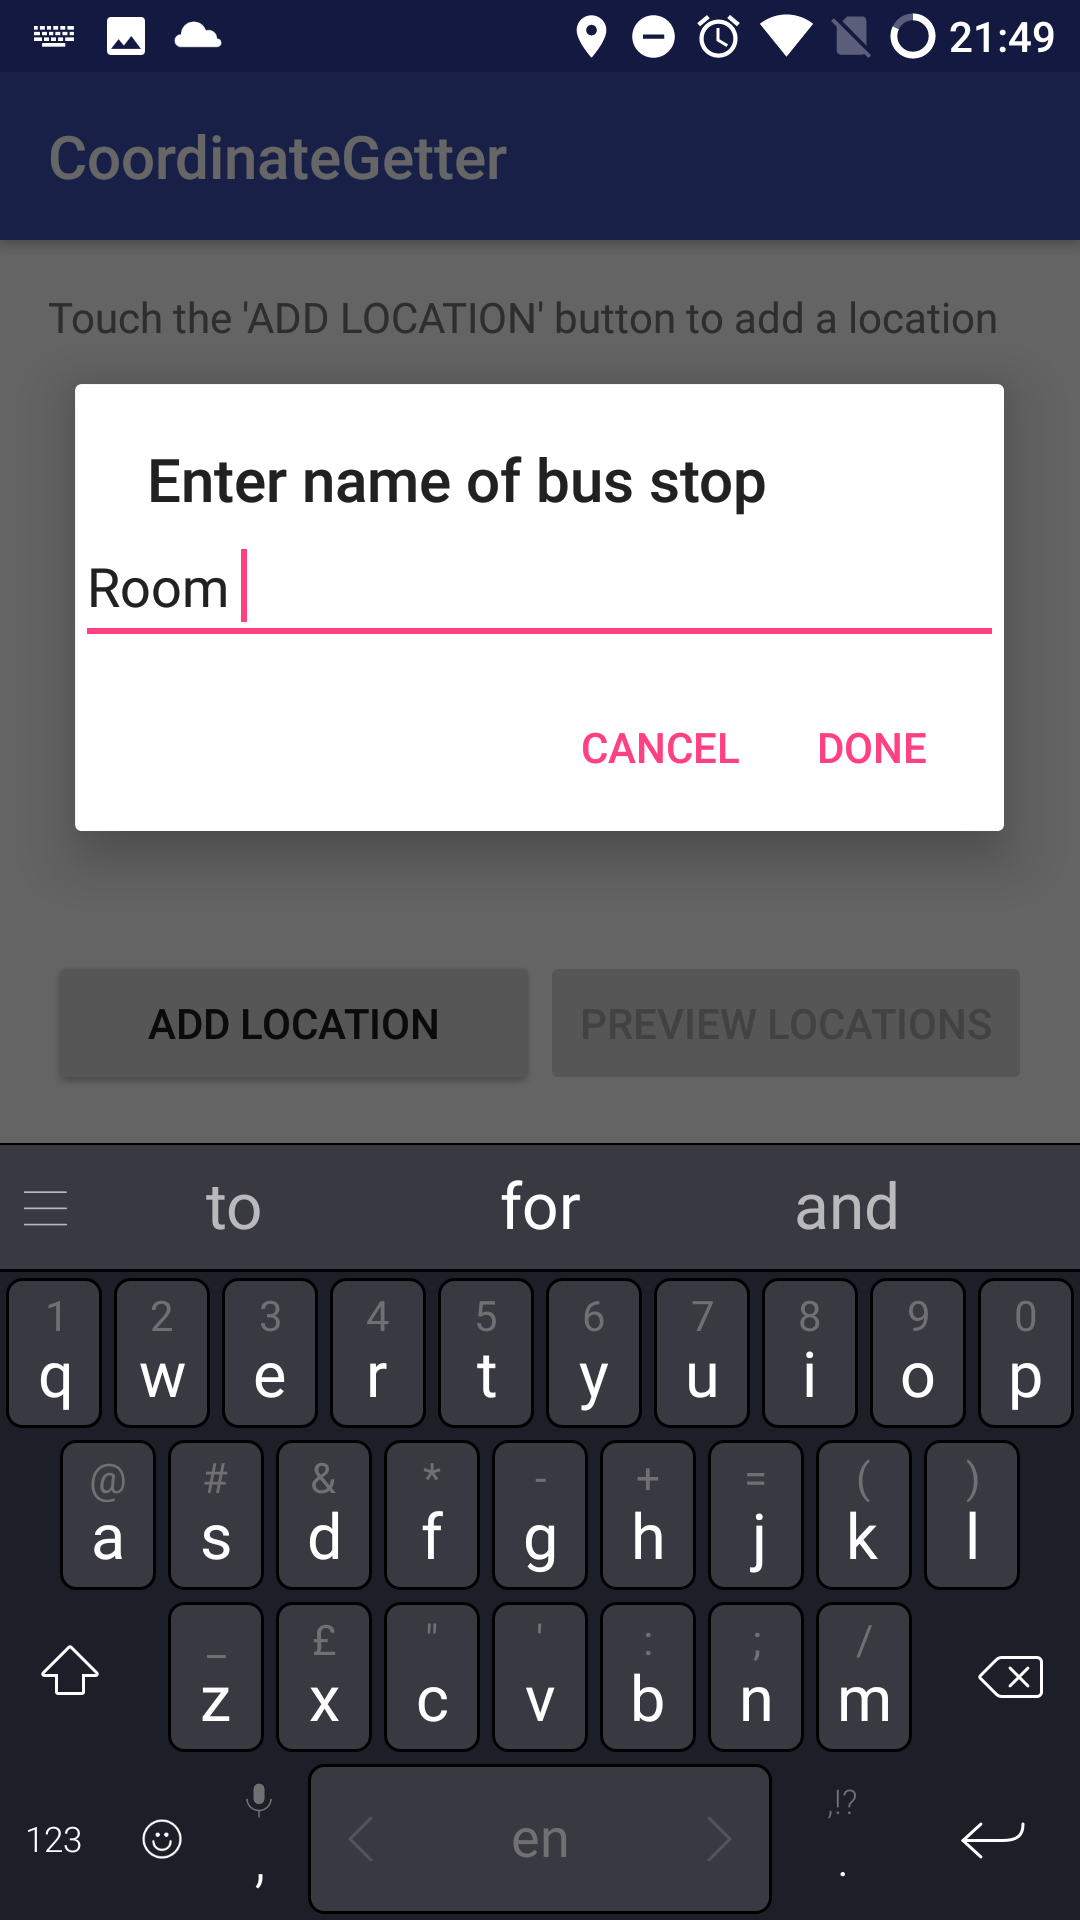 21:49
CoordinateGetter
Touch the 'ADD LOCATION' button to add a location
Enter name of bus stop
Room
CANCEL DONE
ADD LOCATION PREVIEW LOCATIONS
to for and
1 2 3 4 5 6 7 8 9 0
q w e r t y u i o p
@ # & * - + = ( )
a s d f g h j k l
_ £ " ' : ; /
z x c v b n m
,!?
123 , en .